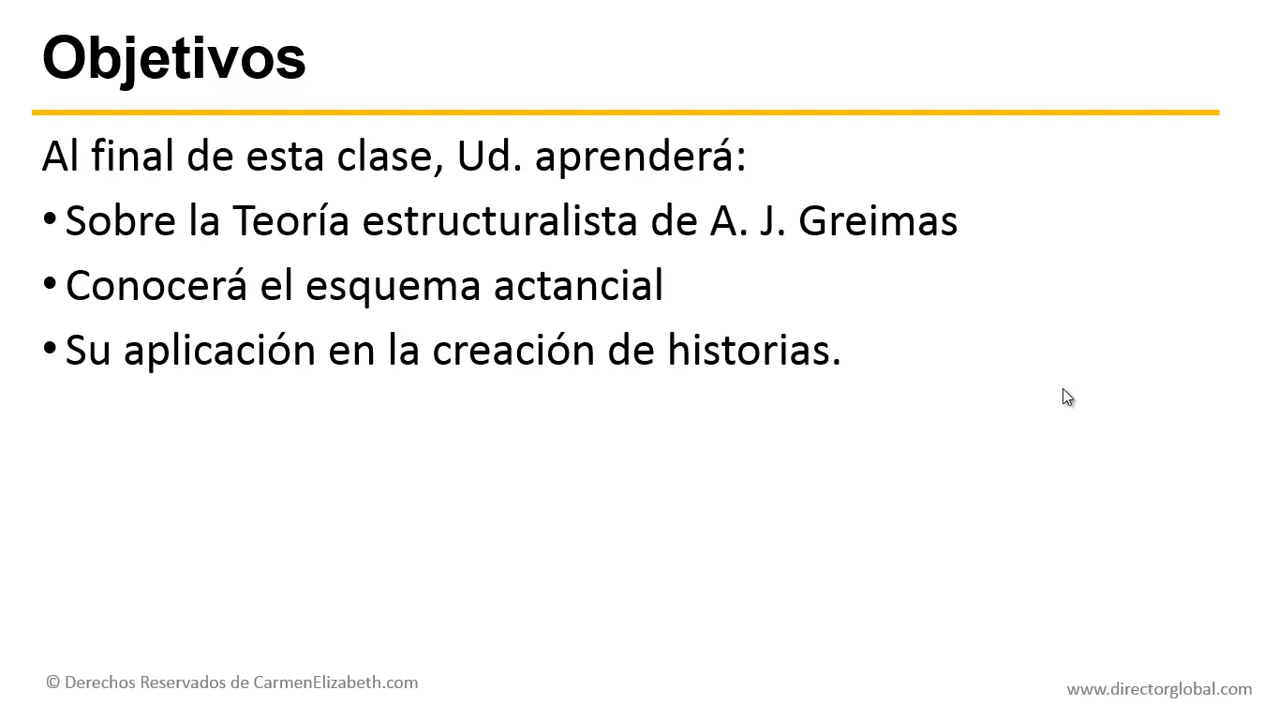 Objetivos
Al final de esta clase, Ud. aprenderá:
• Sobre la Teoría estructuralista de A. J. Greimas
• Conocerá el esquema actancial
• Su aplicación en la creación de historias.
© Derechos Reservados de CarmenElizabeth.com
www.directorglobal.com